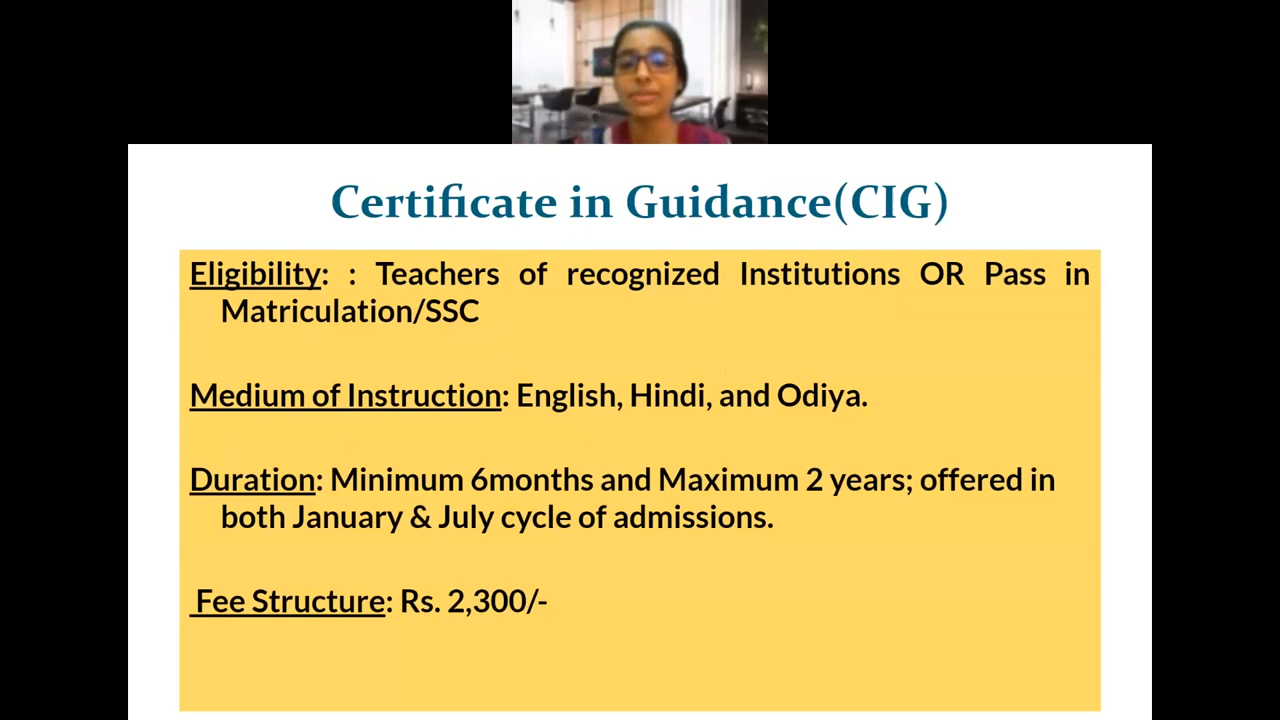 Certificate in Guidance(CIG)
Eligibility: : Teachers of recognized Institutions OR Pass in
Matriculation/SSC
Medium of Instruction: English, Hindi, and Odiya.
Duration: Minimum 6months and Maximum 2 years; offered in
both January & July cycle of admissions.
Fee Structure: Rs. 2,300/-